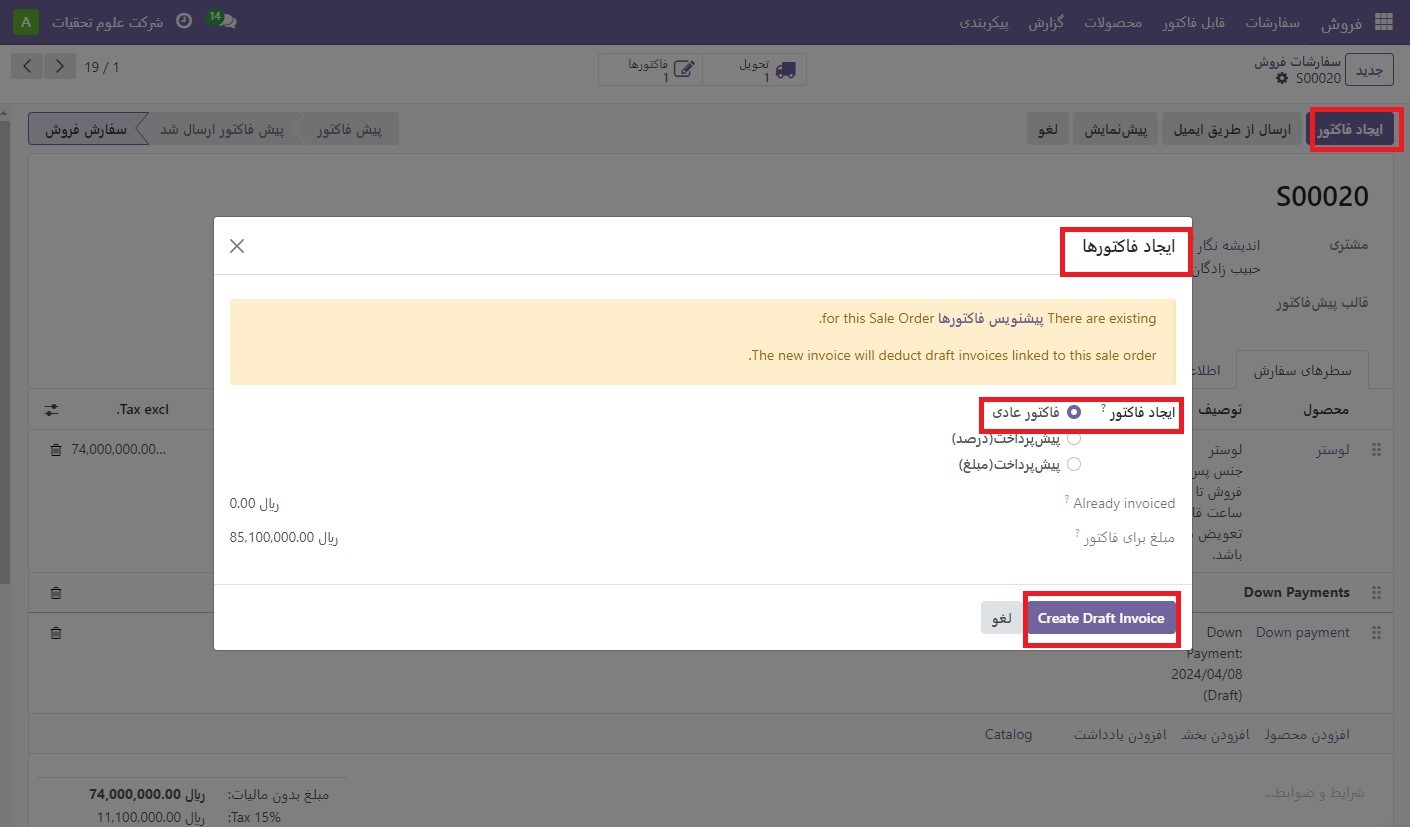 فروش
سفارشات
قابل فاکتور
محصولات
گزارش
پیکربندی
14
شرکت علوم تحقیات
A
جدید
سفارشات فروش
S00020
تحویل
1
فاکتورها
1
19 / 1
ایجاد فاکتور
ارسال از طریق ایمیل
پیش‌نمایش
لغو
پیش فاکتور
پیش فاکتور ارسال شد
سفارش فروش
S00020
مشتری
اندیشه نگار
حبیب زادگان
قالب پیش‌فاکتور
سطرهای سفارش
ایجاد فاکتورها
There are existing پیشنویس فاکتورها for this Sale Order.
The new invoice will deduct draft invoices linked to this sale order.
ایجاد فاکتور ?
فاکتور عادی
پیش‌پرداخت(درصد)
پیش‌پرداخت(مبلغ)
Already invoiced ?
0.00 ریال
مبلغ برای فاکتور ?
85,100,000.00 ریال
Create Draft Invoice
لغو
محصول
توصیف
Tax excl.
لوستر
لوستر
جنس پس
فروش تا
ساعت
تعویض
باشد.
74,000,000.00...
Down Payments
Down payment
Down
Payment:
2024/04/08
(Draft)
افزودن محصول
افزودن بخش
افزودن یادداشت
Catalog
شرایط و ضوابط...
مبلغ بدون مالیات:
74,000,000.00 ریال
Tax 15%:
11,100,000.00 ریال